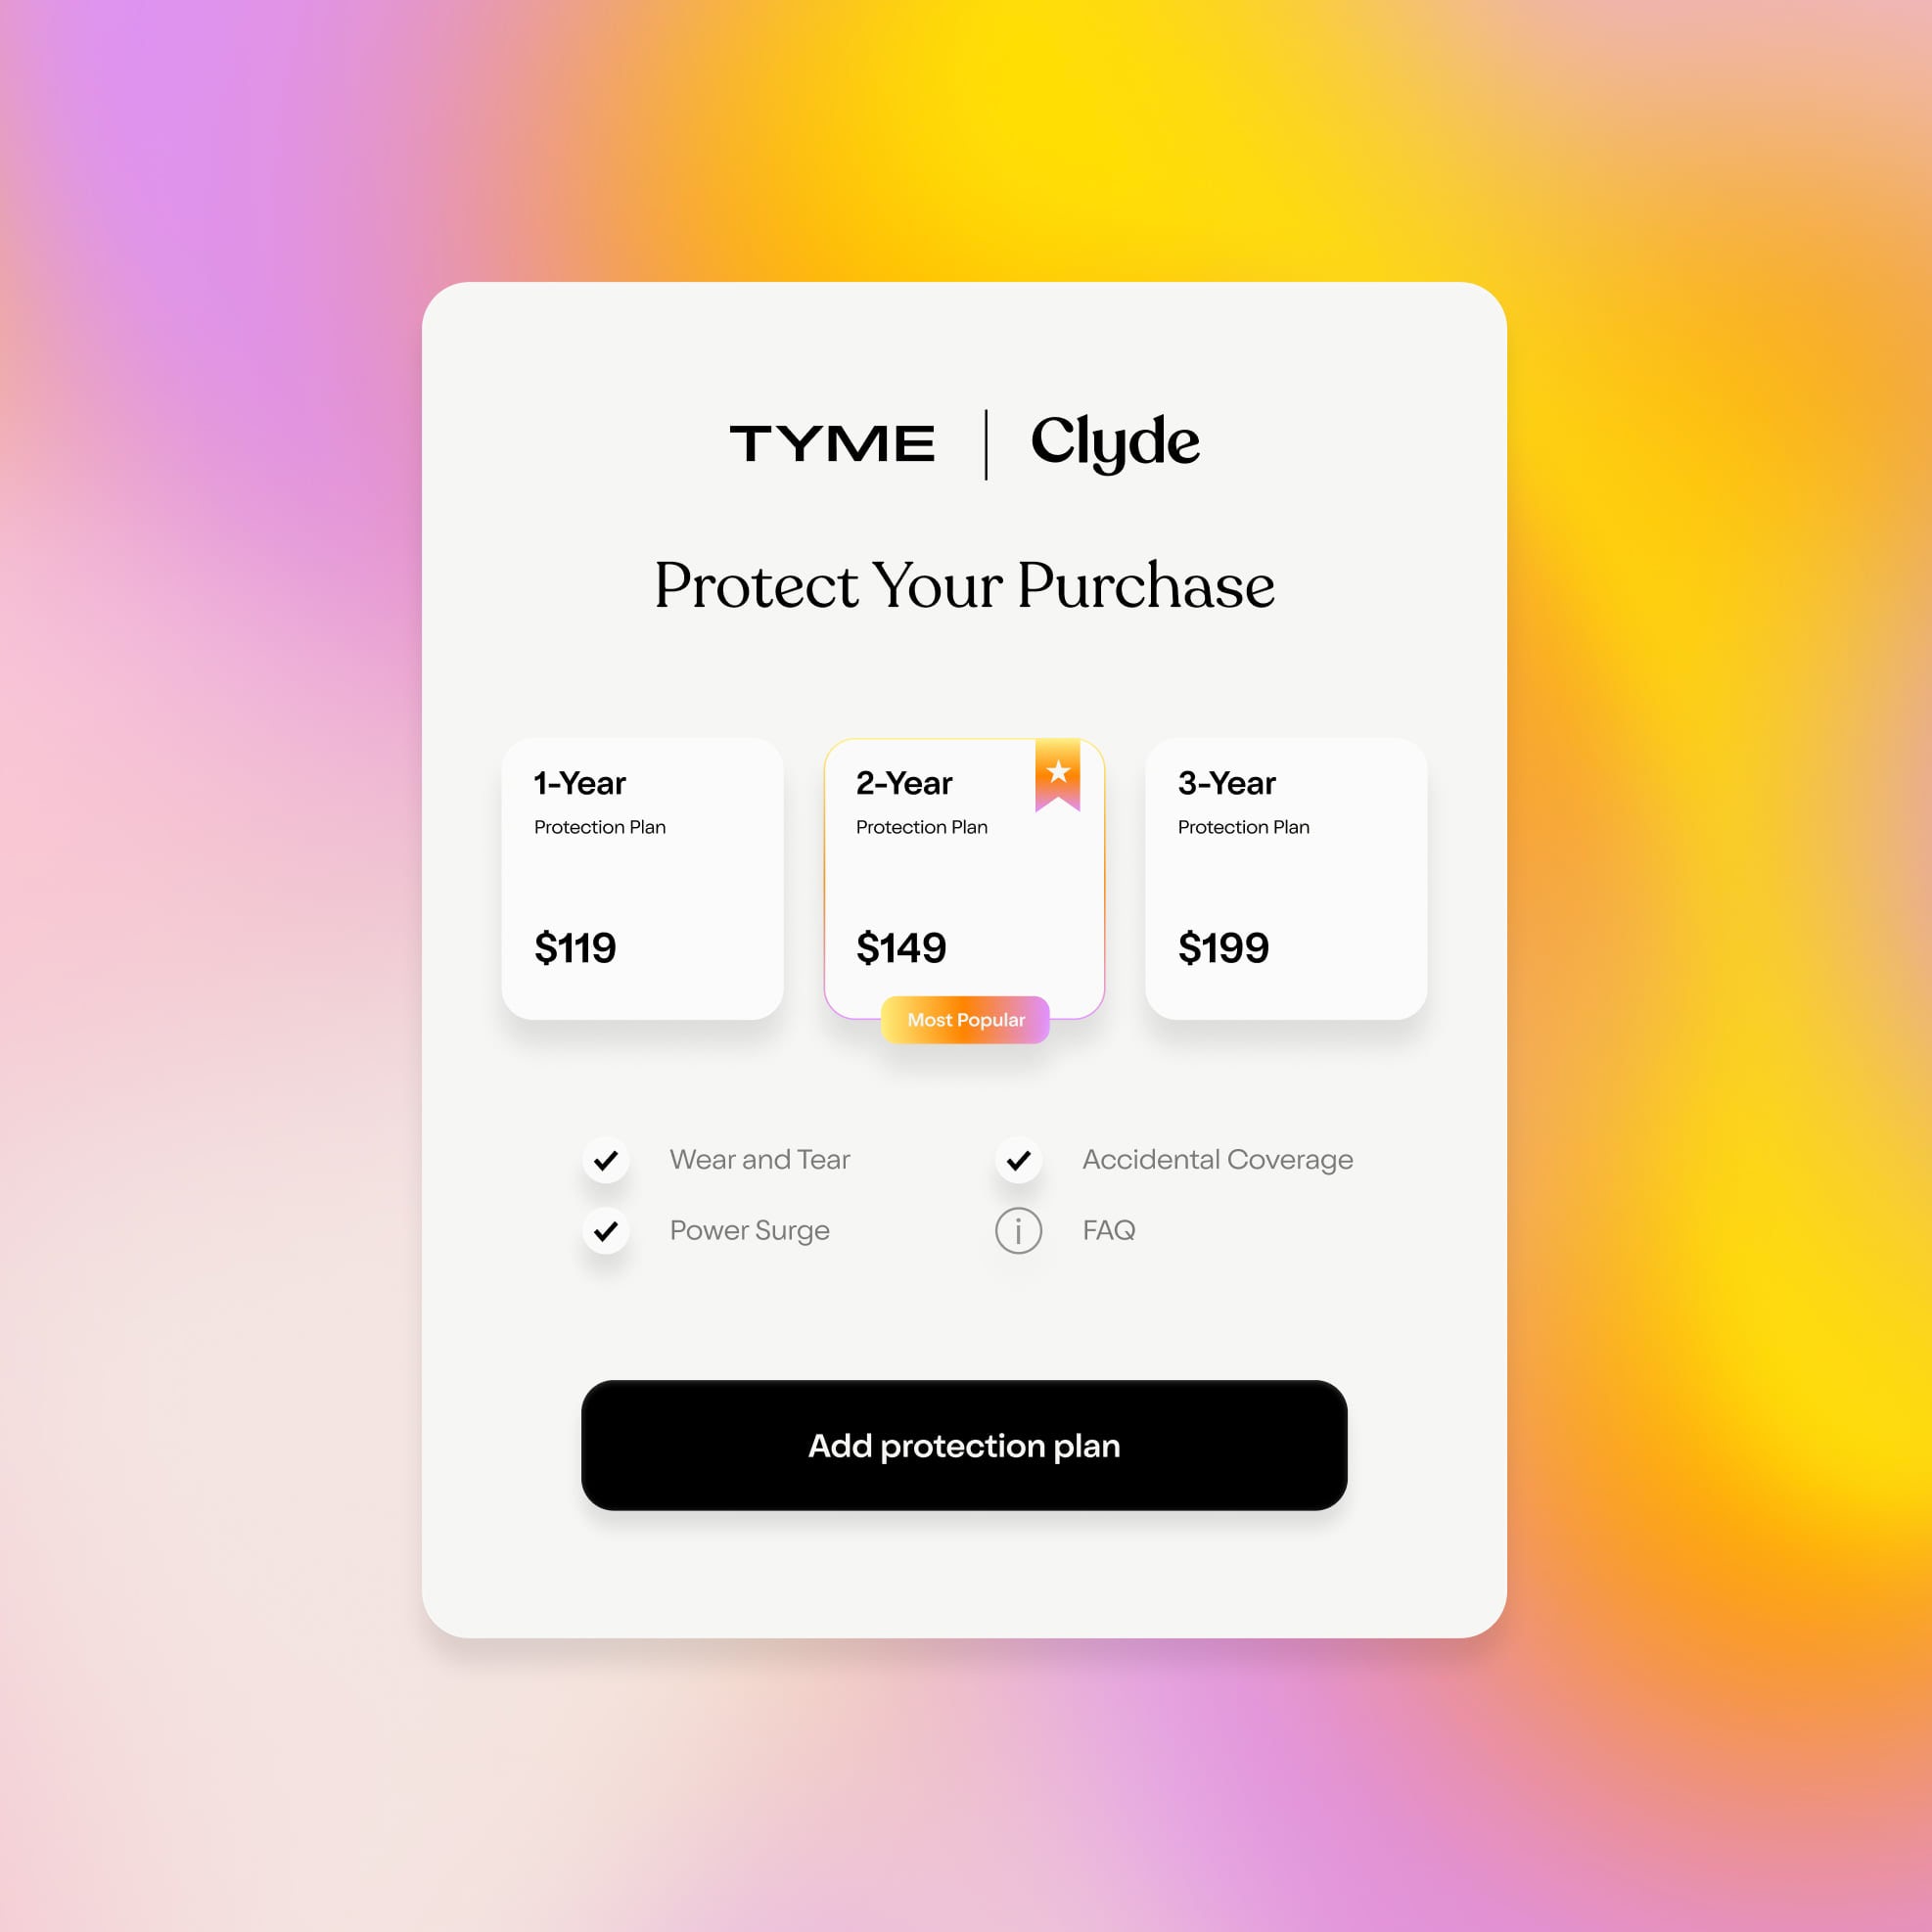 TYME | Clyde
Protect Your Purchase
1-Year
Protection Plan
$119
2-Year
Protection Plan
$149
Most Popular
3-Year
Protection Plan
$199
Wear and Tear
Accidental Coverage
Power Surge
i FAQ
Add protection plan